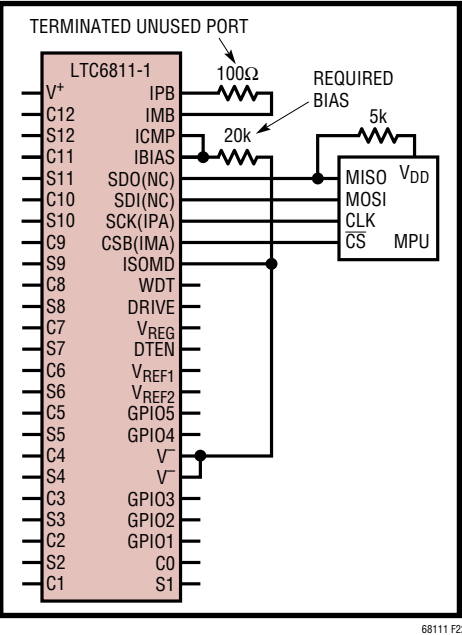 TERMINATED UNUSED PORT
LTC6811-1
100Ω
REQUIRED
BIAS
20k
5k
V+
C12
S12
C11
S11
C10
S10
C9
S9
C8
S8
C7
S7
C6
S6
C5
S5
C4
S4
C3
S3
C2
S2
C1
IPB
IMB
ICMP
IBIAS
SDO(NC)
SDI(NC)
SCK(IPA)
CSB(IMA)
ISOMD
WDT
DRIVE
VREG
DTEN
VREF1
VREF2
GPIO5
GPIO4
V–
V–
GPIO3
GPIO2
GPIO1
C0
S1
MISO VDD
MOSI
CLK
CS MPU